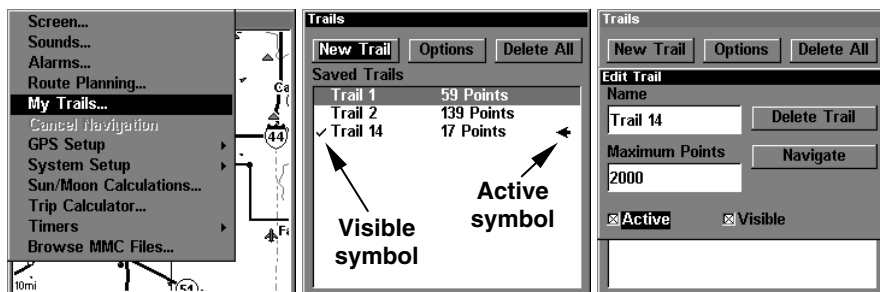 Screen...
Sounds...
Alarms...
Route Planning...
My Trails...
Cancel Navigation
GPS Setup
System Setup
Sun/Moon Calculations...
Trip Calculator...
Timers
Browse MMC Files...
44
10mi
51
Trails
New Trail Options Delete All
Saved Trails
Trail 1 59 Points
Trail 2 139 Points
Trail 14 17 Points
Visible symbol
Active symbol
Trails
New Trail Options Delete All
Edit Trail
Name
Trail 14 Delete Trail
Maximum Points Navigate
2000
Active Visible